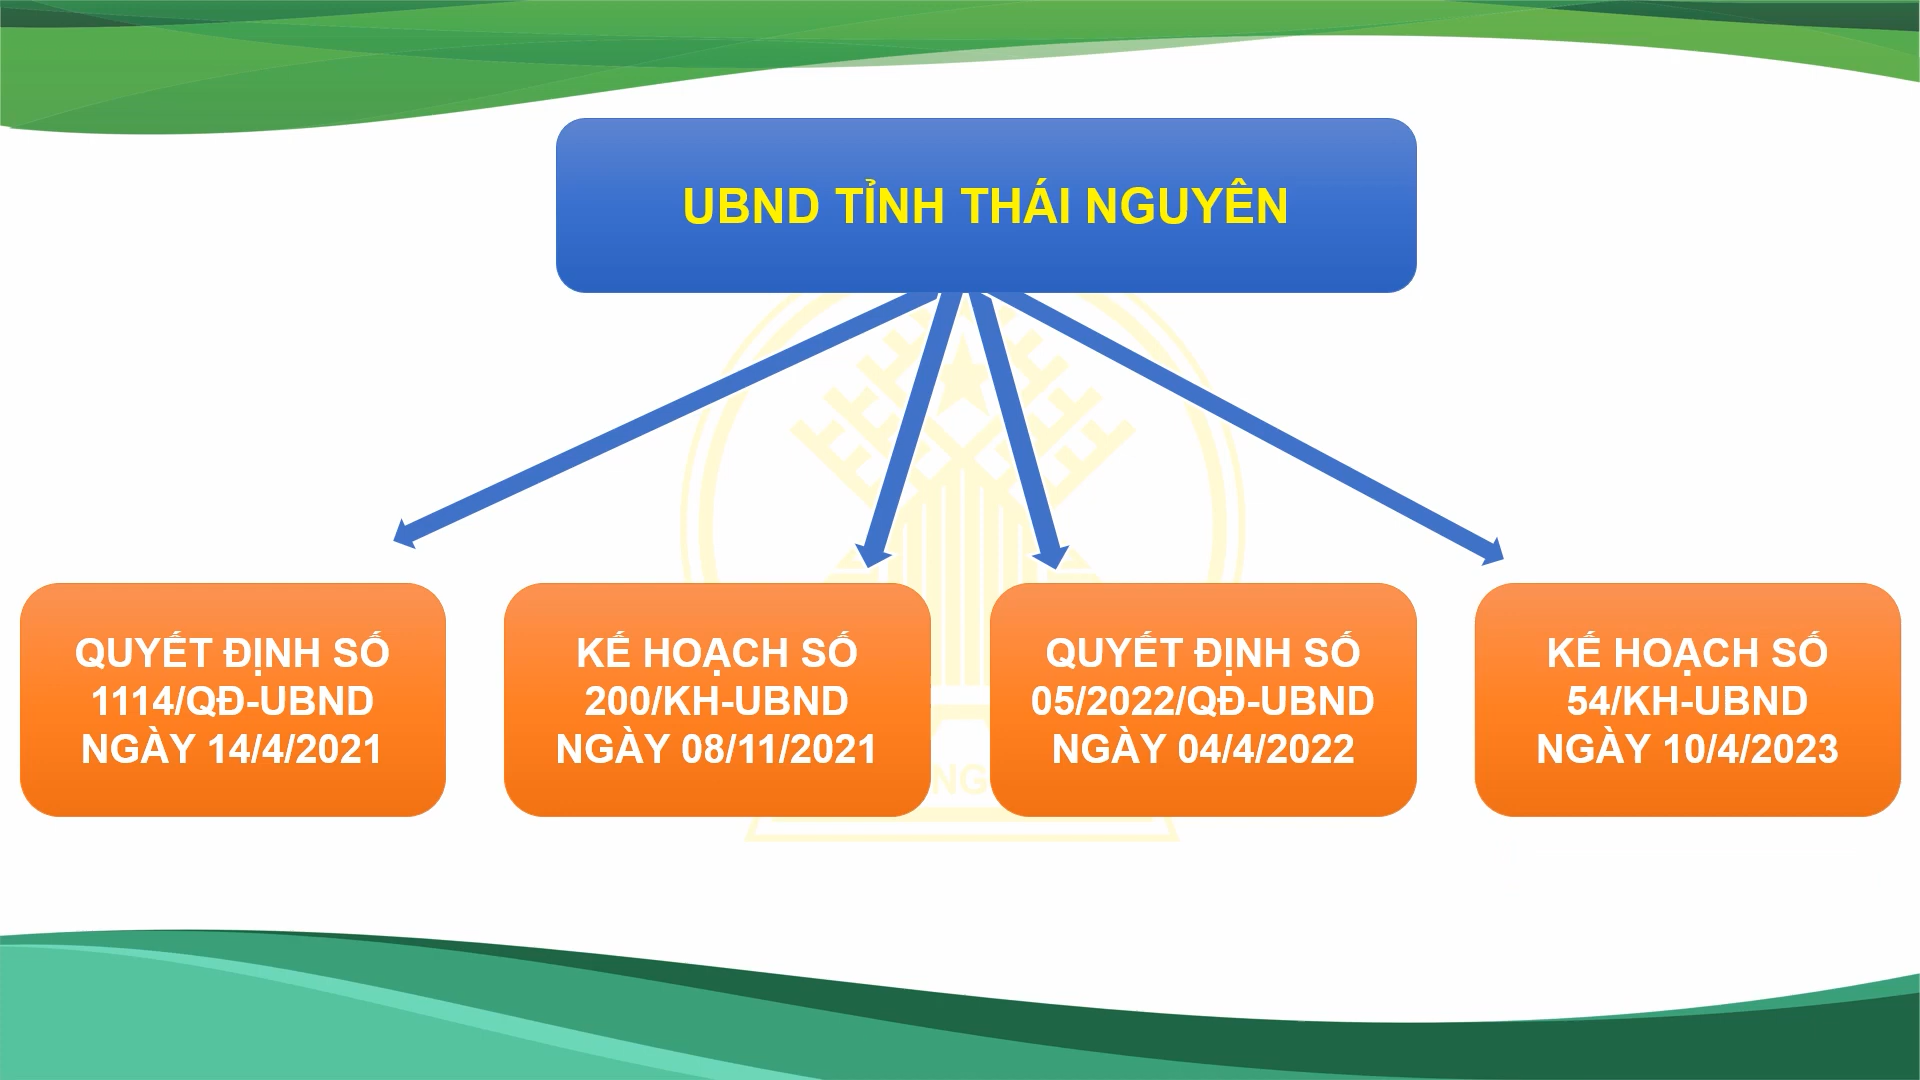 UBND TỈNH THÁI NGUYÊN
QUYẾT ĐỊNH SỐ
1114/QĐ-UBND
NGÀY 14/4/2021
KẾ HOẠCH SỐ
200/KH-UBND
NGÀY 08/11/2021
QUYẾT ĐỊNH SỐ
05/2022/QĐ-UBND
NGÀY 04/4/2022
KẾ HOẠCH SỐ
54/KH-UBND
NGÀY 10/4/2023